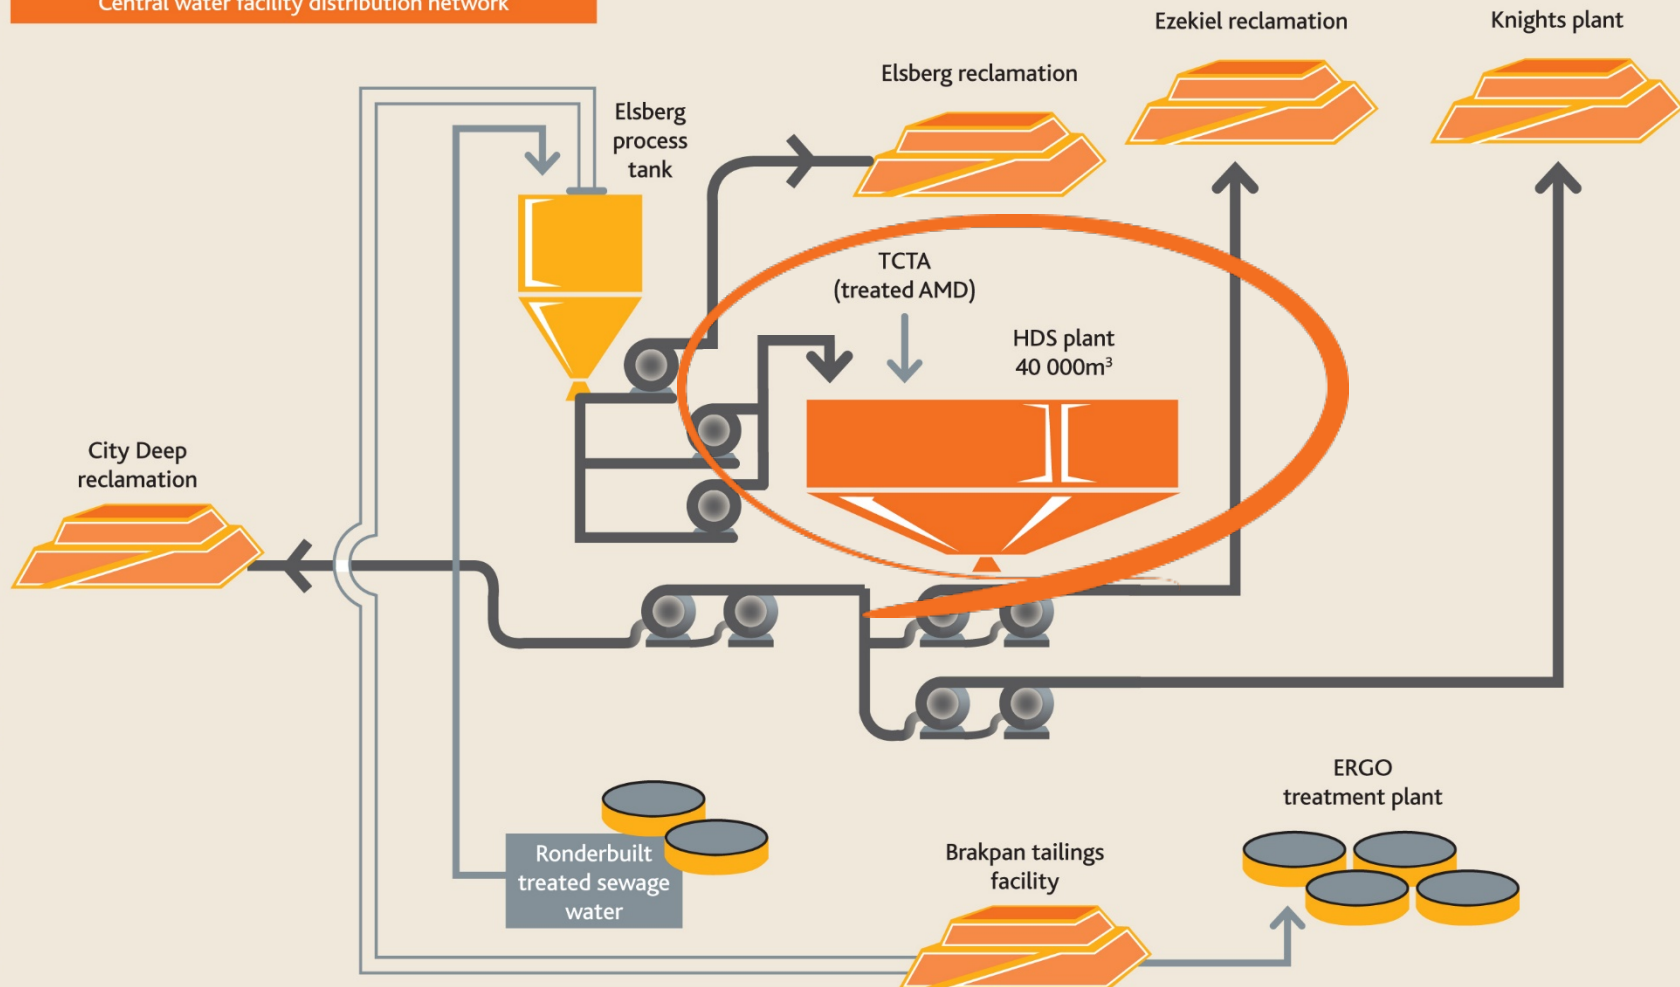 Central water facility distribution network
Ezekiel reclamation
Knights plant
Elsberg reclamation
Elsberg
process
tank
TCTA
(treated AMD)
HDS plant
40 000m³
City Deep
reclamation
ERGO
treatment plant
Ronderbuilt
treated sewage
water
Brakpan tailings
facility